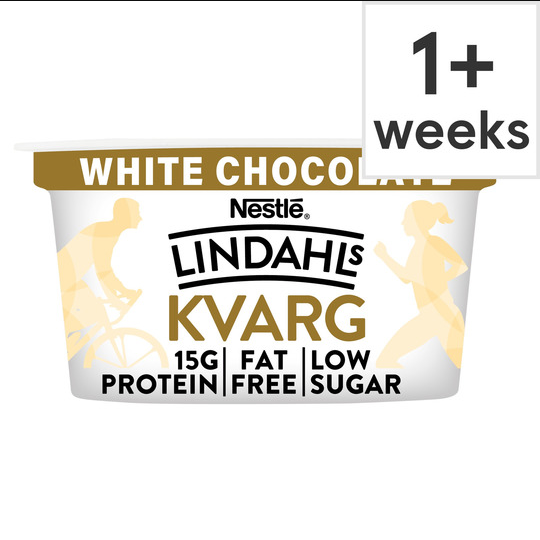 1+
weeks
WHITE CHOCOLATE
Nestlé®
LINDAHLs
KVARG
15G PROTEIN | FAT FREE | LOW SUGAR